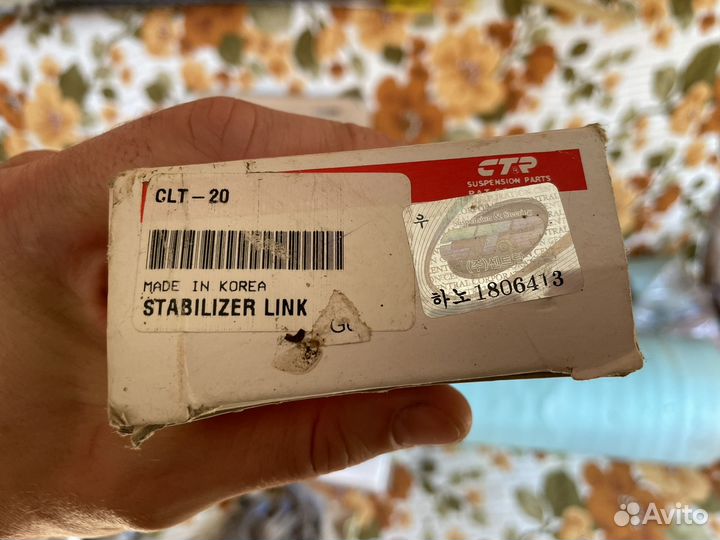 CTR
SUSPENSION PARTS
CLT-20
우
MADE IN KOREA
STABILIZER LINK
하노1806413
Avito